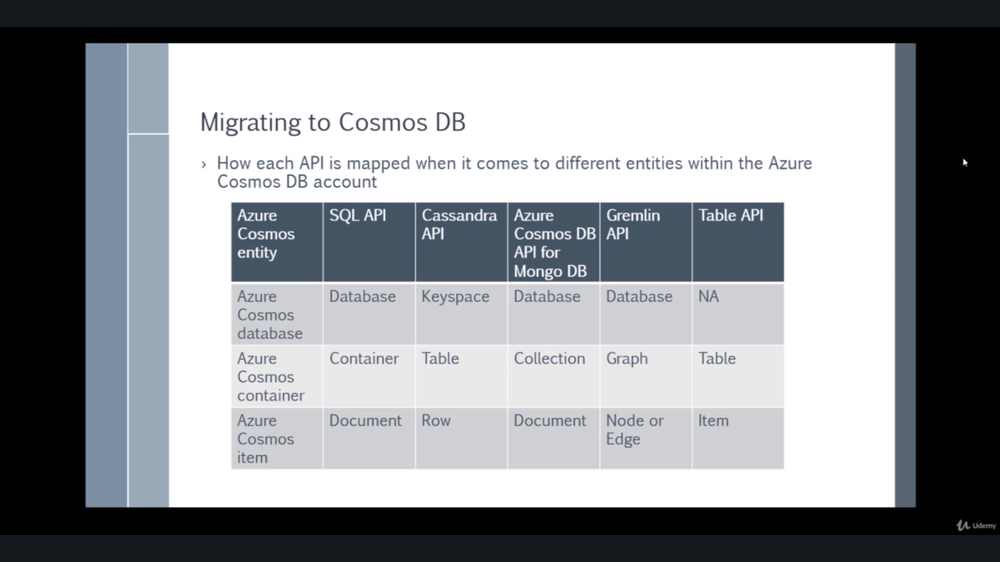 Migrating to Cosmos DB
› How each API is mapped when it comes to different entities within the Azure
Cosmos DB account
Azure Cosmos entity	SQL API	Cassandra API	Azure Cosmos DB API for Mongo DB	Gremlin API	Table API
Azure Cosmos database	Database	Keyspace	Database	Database	NA
Azure Cosmos container	Container	Table	Collection	Graph	Table
Azure Cosmos item	Document	Row	Document	Node or Edge	Item
Udemy